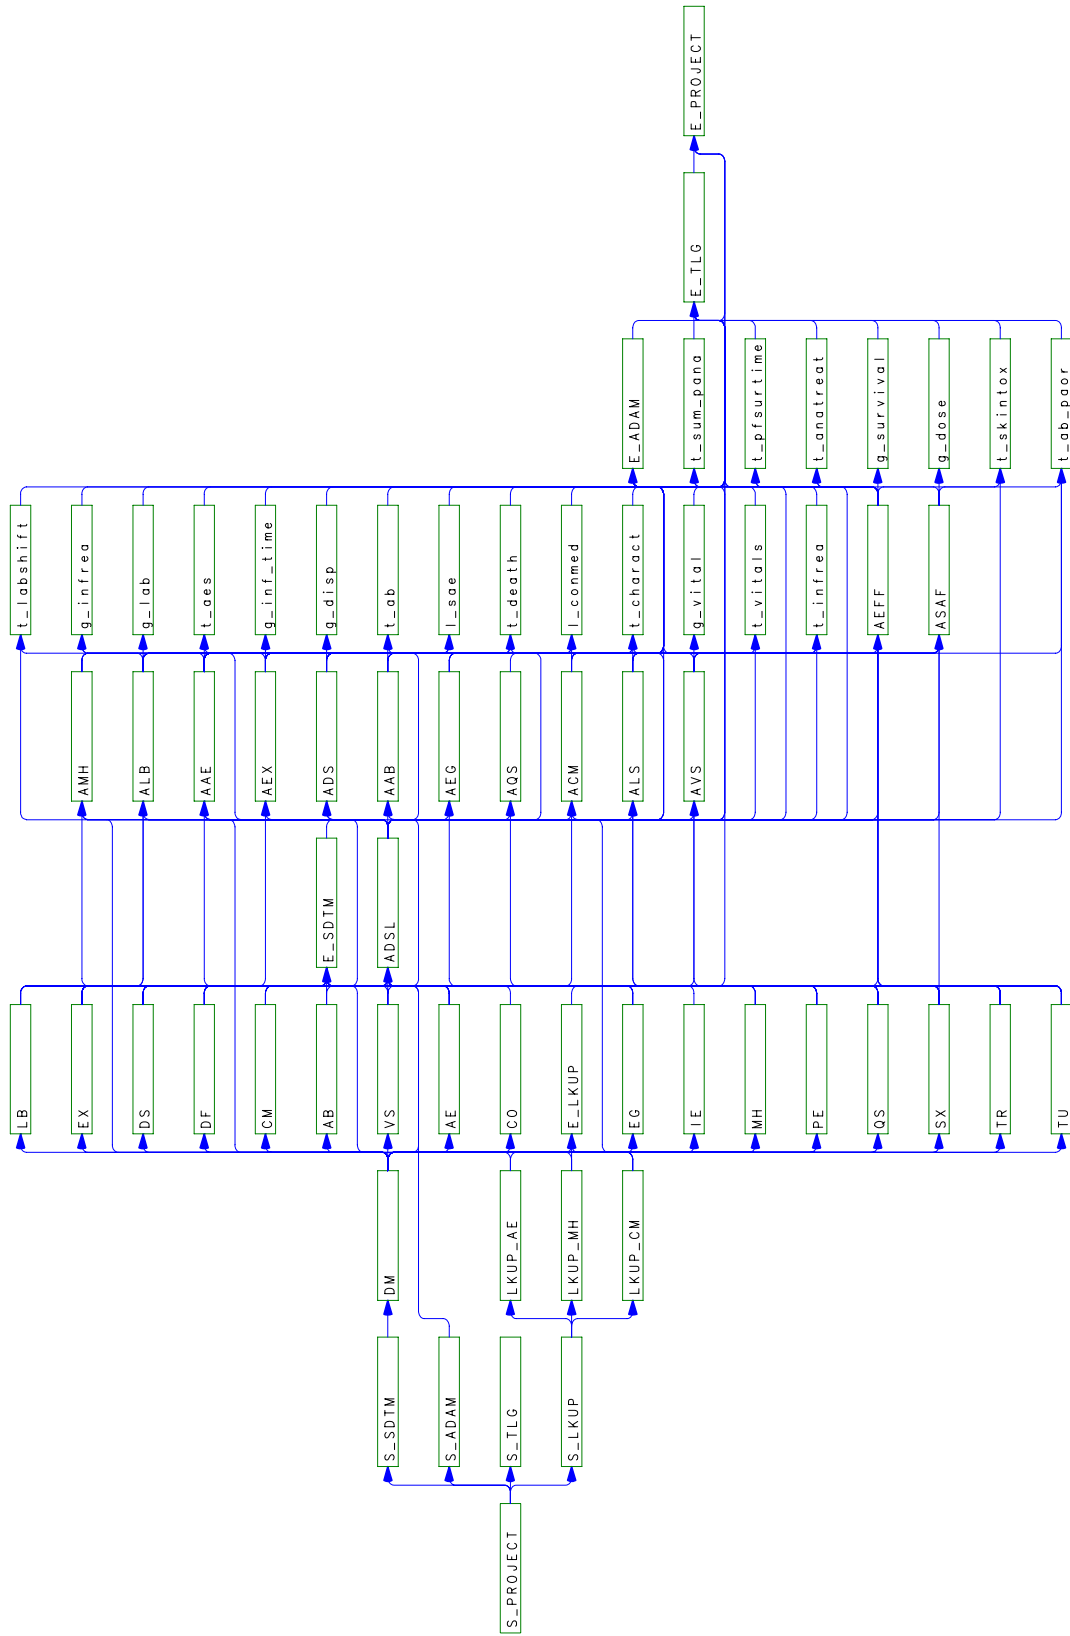 E_PROJECT
E_TLG
E_ADAM
t_sum_pana
t_pfsurtime
t_anatreat
g_survival
g_dose
t_skintox
t_ab_paor
t_labshift
g_infrea
g_lab
t_aes
g_inf_time
g_disp
t_ab
l_sae
t_death
l_conmed
t_charact
g_vital
t_vitals
t_infrea
AEFF
ASAF
AMH
ALB
AAE
AEX
ADS
AAB
AEG
AQS
ACM
ALS
AVS
E_SDTM
ADSL
LB
EX
DS
DF
CM
AB
VS
AE
CO
E_LKUP
EG
IE
MH
PE
QS
SX
TR
TU
DM
LKUP_AE
LKUP_MH
LKUP_CM
S_SDTM
S_ADAM
S_TLG
S_LKUP
S_PROJECT